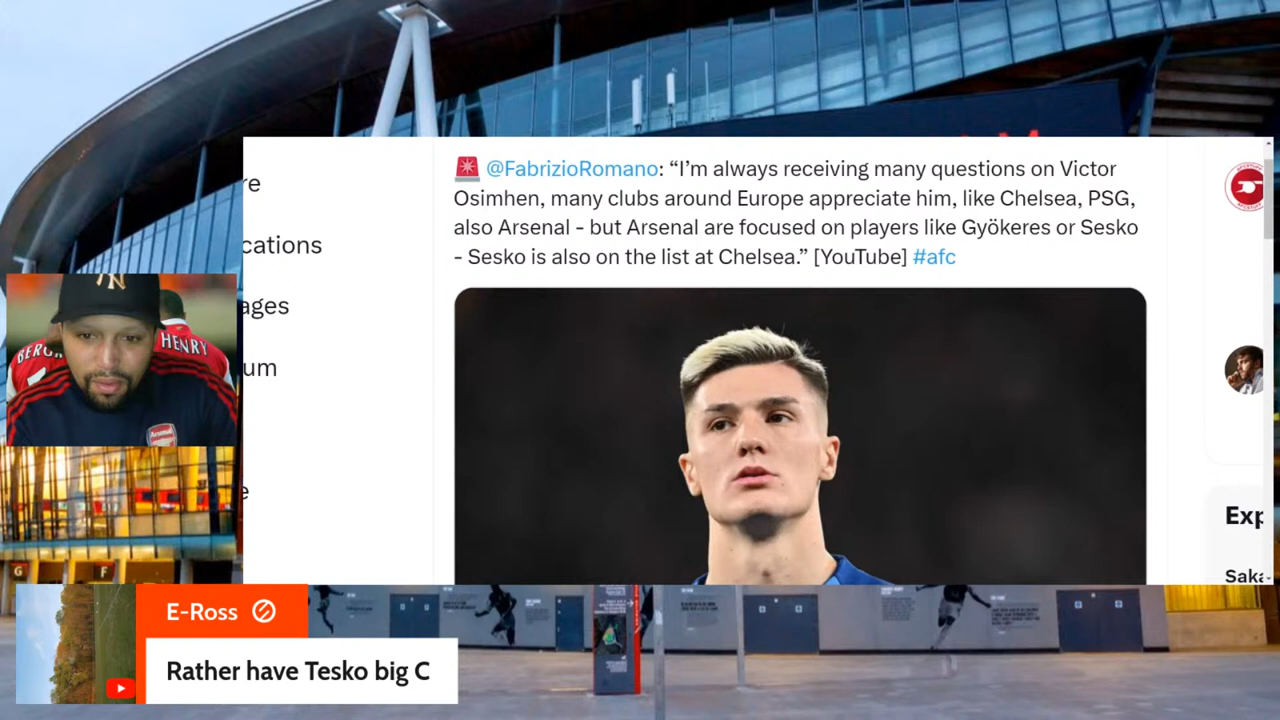 🚨 @FabrizioRomano: “I’m always receiving many questions on Victor
Osimhen, many clubs around Europe appreciate him, like Chelsea, PSG,
also Arsenal - but Arsenal are focused on players like Gyökeres or Sesko
- Sesko is also on the list at Chelsea.” [YouTube] #afc
re
cations
ages
um
e
Exp
Saka
NY
HENRY
Arsenal
G
F
E-Ross
Rather have Tesko big C